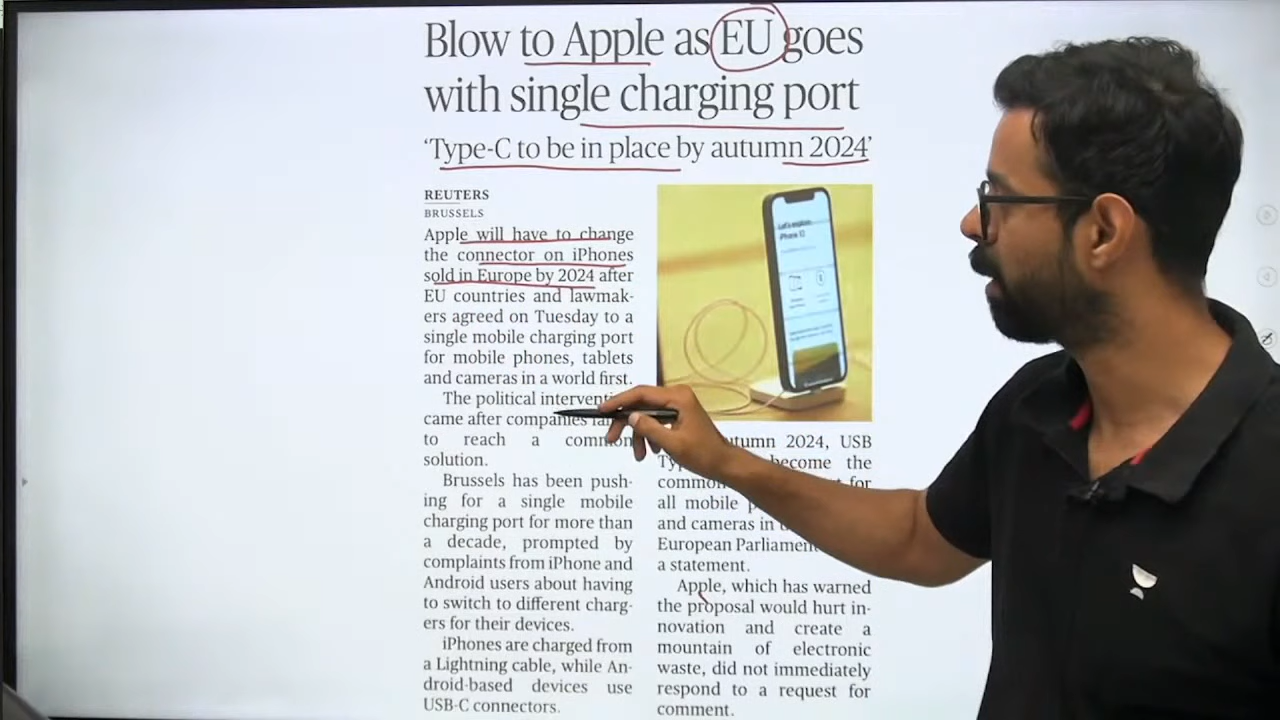 Blow to Apple as EU goes
with single charging port
‘Type-C to be in place by autumn 2024’
REUTERS
BRUSSELS
Apple will have to change
the connector on iPhones
sold in Europe by 2024 after
EU countries and lawmak-
ers agreed on Tuesday to a
single mobile charging port
for mobile phones, tablets
and cameras in a world first.
The political
came after companies
to reach a common
solution.
Brussels has been push-
ing for a single mobile
charging port for more than
a decade, prompted by
complaints from iPhone and
Android users about having
to switch to different charg-
ers for their devices.
iPhones are charged from
a Lightning cable, while An-
droid-based devices use
USB-C connectors.
Let's explore
iPhone
autumn 2024, USB
become the
for
all mobile
and cameras in
European Parliament
a statement.
Apple, which has warned
the proposal would hurt in-
novation and create a
mountain of electronic
waste, did not immediately
respond to a request for
comment.